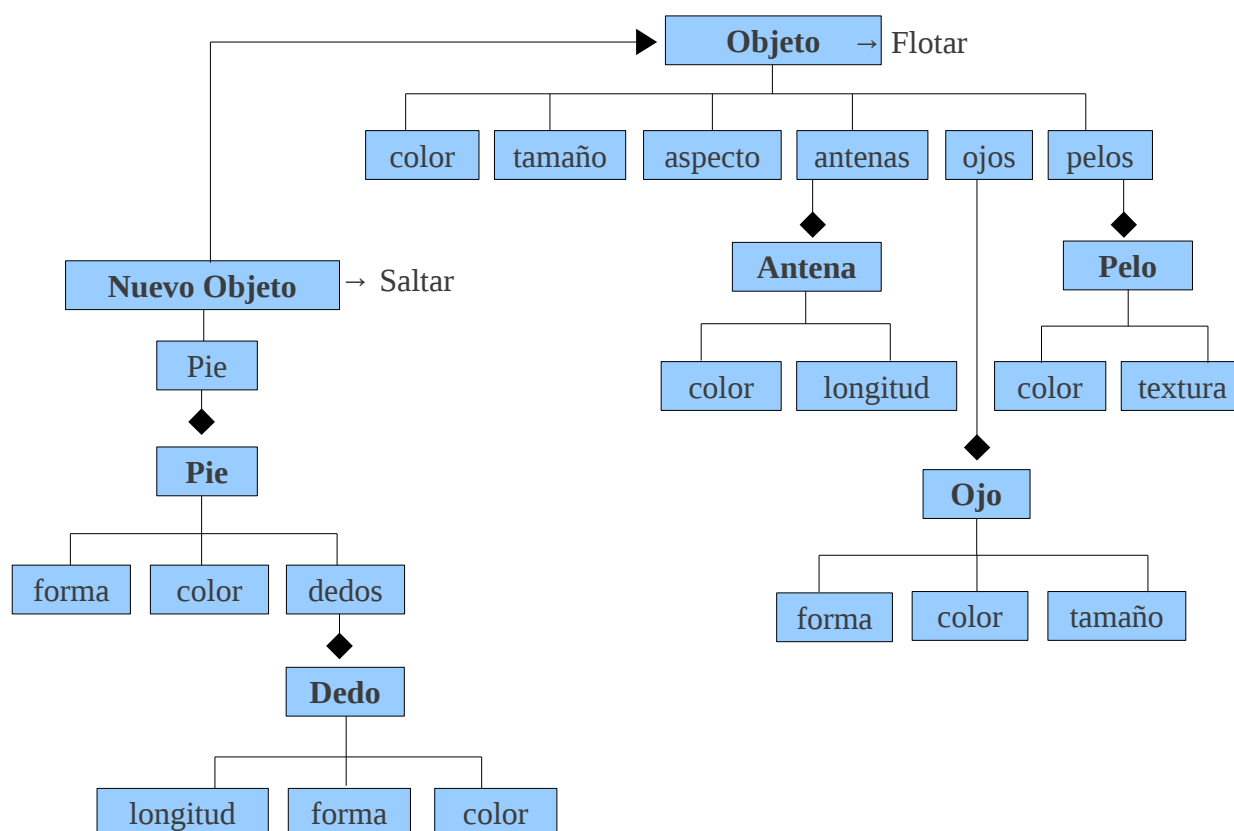 Objeto → Flotar
color tamaño aspecto antenas ojos pelos
Antena Pelo
Nuevo Objeto → Saltar
Pie
color longitud color textura
Pie
Ojo
forma color dedos
forma color tamaño
Dedo
longitud forma color